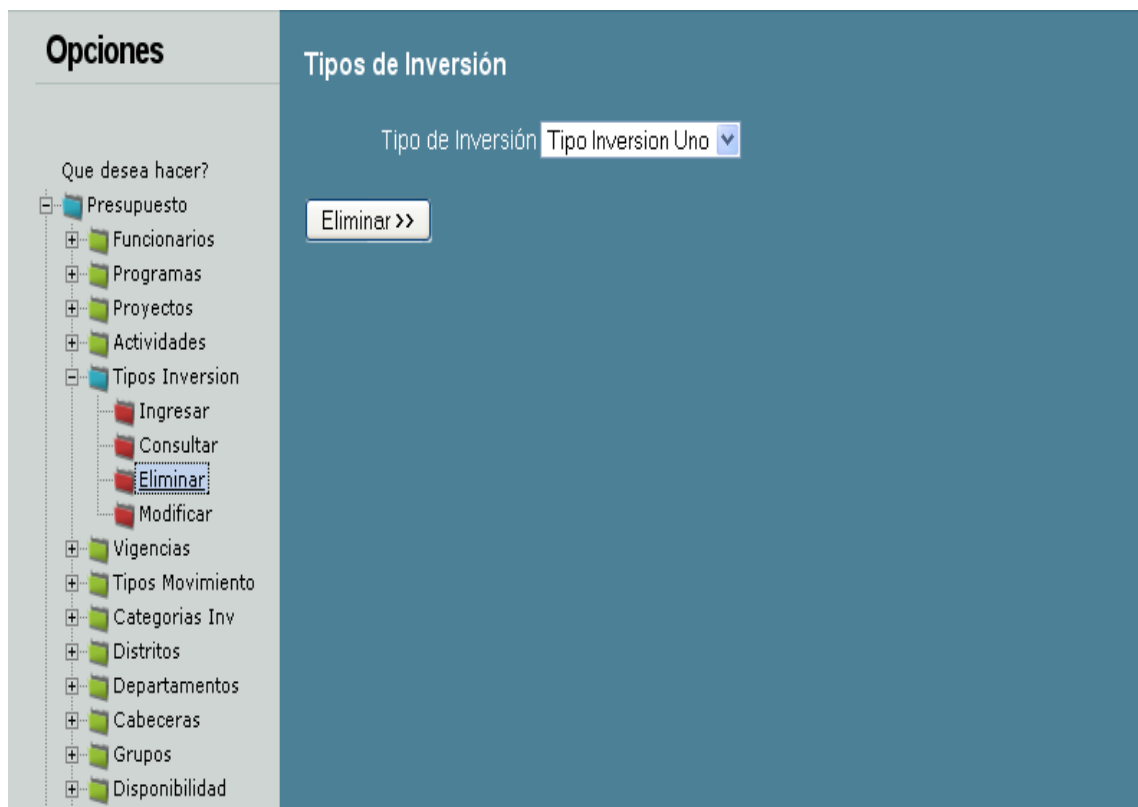 Opciones
Que desea hacer?
Presupuesto
Funcionarios
Programas
Proyectos
Actividades
Tipos Inversion
Ingresar
Consultar
Eliminar
Modificar
Vigencias
Tipos Movimiento
Categorias Inv
Distritos
Departamentos
Cabeceras
Grupos
Disponibilidad
Tipos de Inversión
Tipo de Inversión Tipo Inversion Uno
Eliminar >>